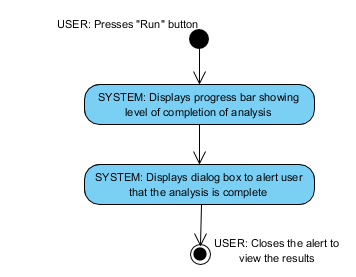 USER: Presses "Run" button
SYSTEM: Displays progress bar showing
level of completion of analysis
SYSTEM: Displays dialog box to alert user
that the analysis is complete
USER: Closes the alert to
view the results